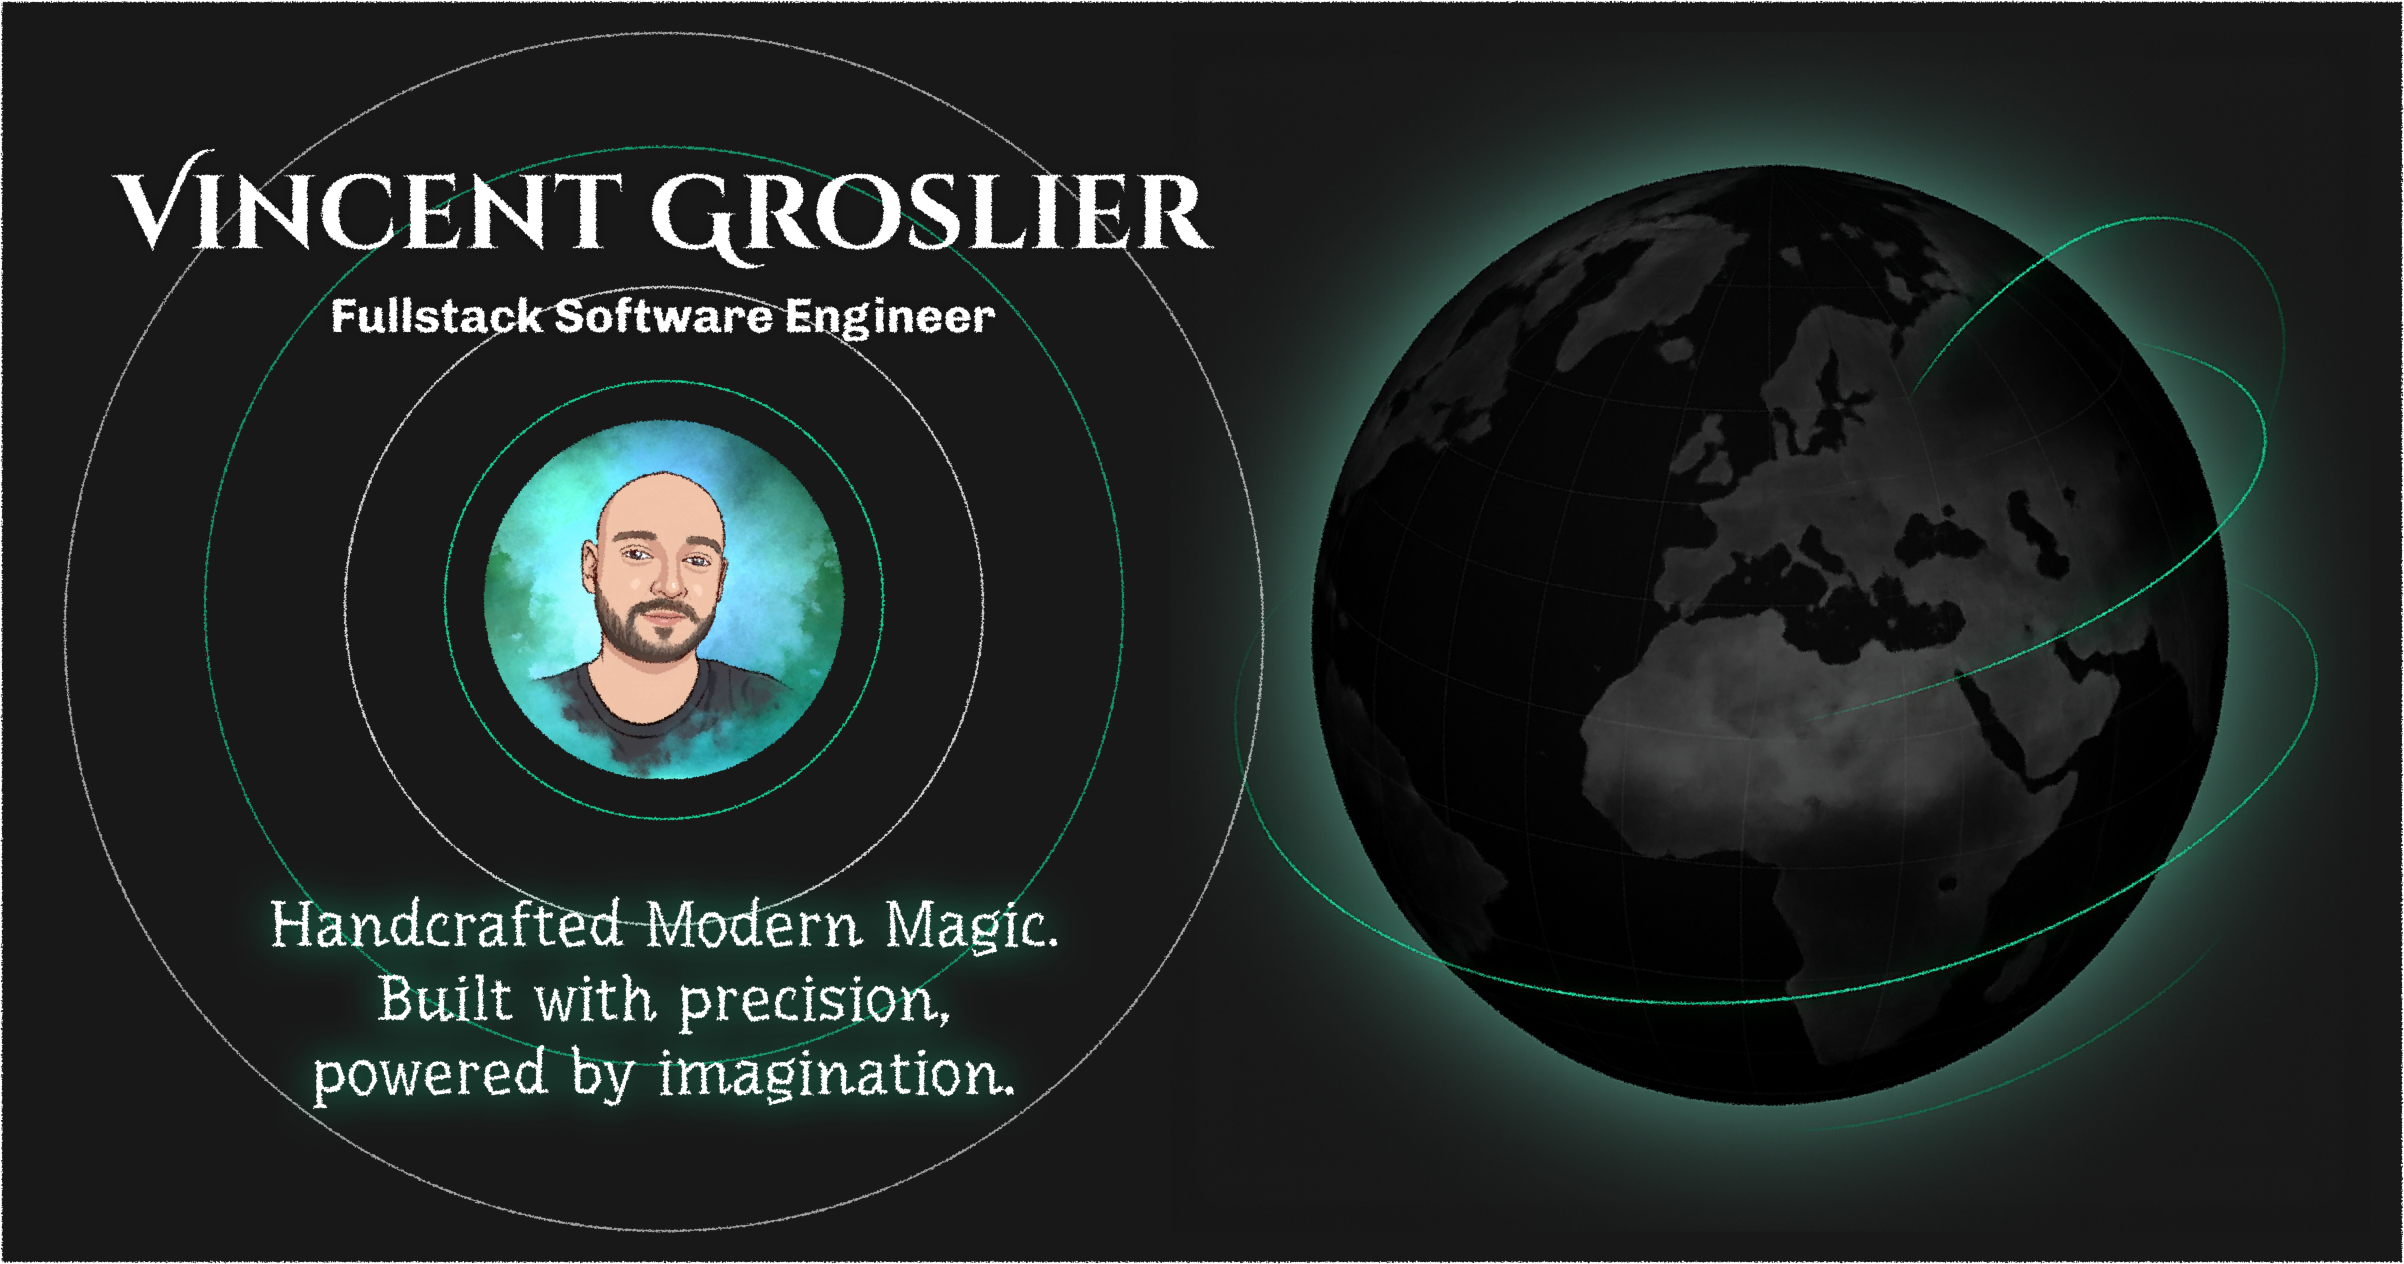 Vincent Groslier
Fullstack Software Engineer
Handcrafted Modern Magic.
Built with precision,
powered by imagination.